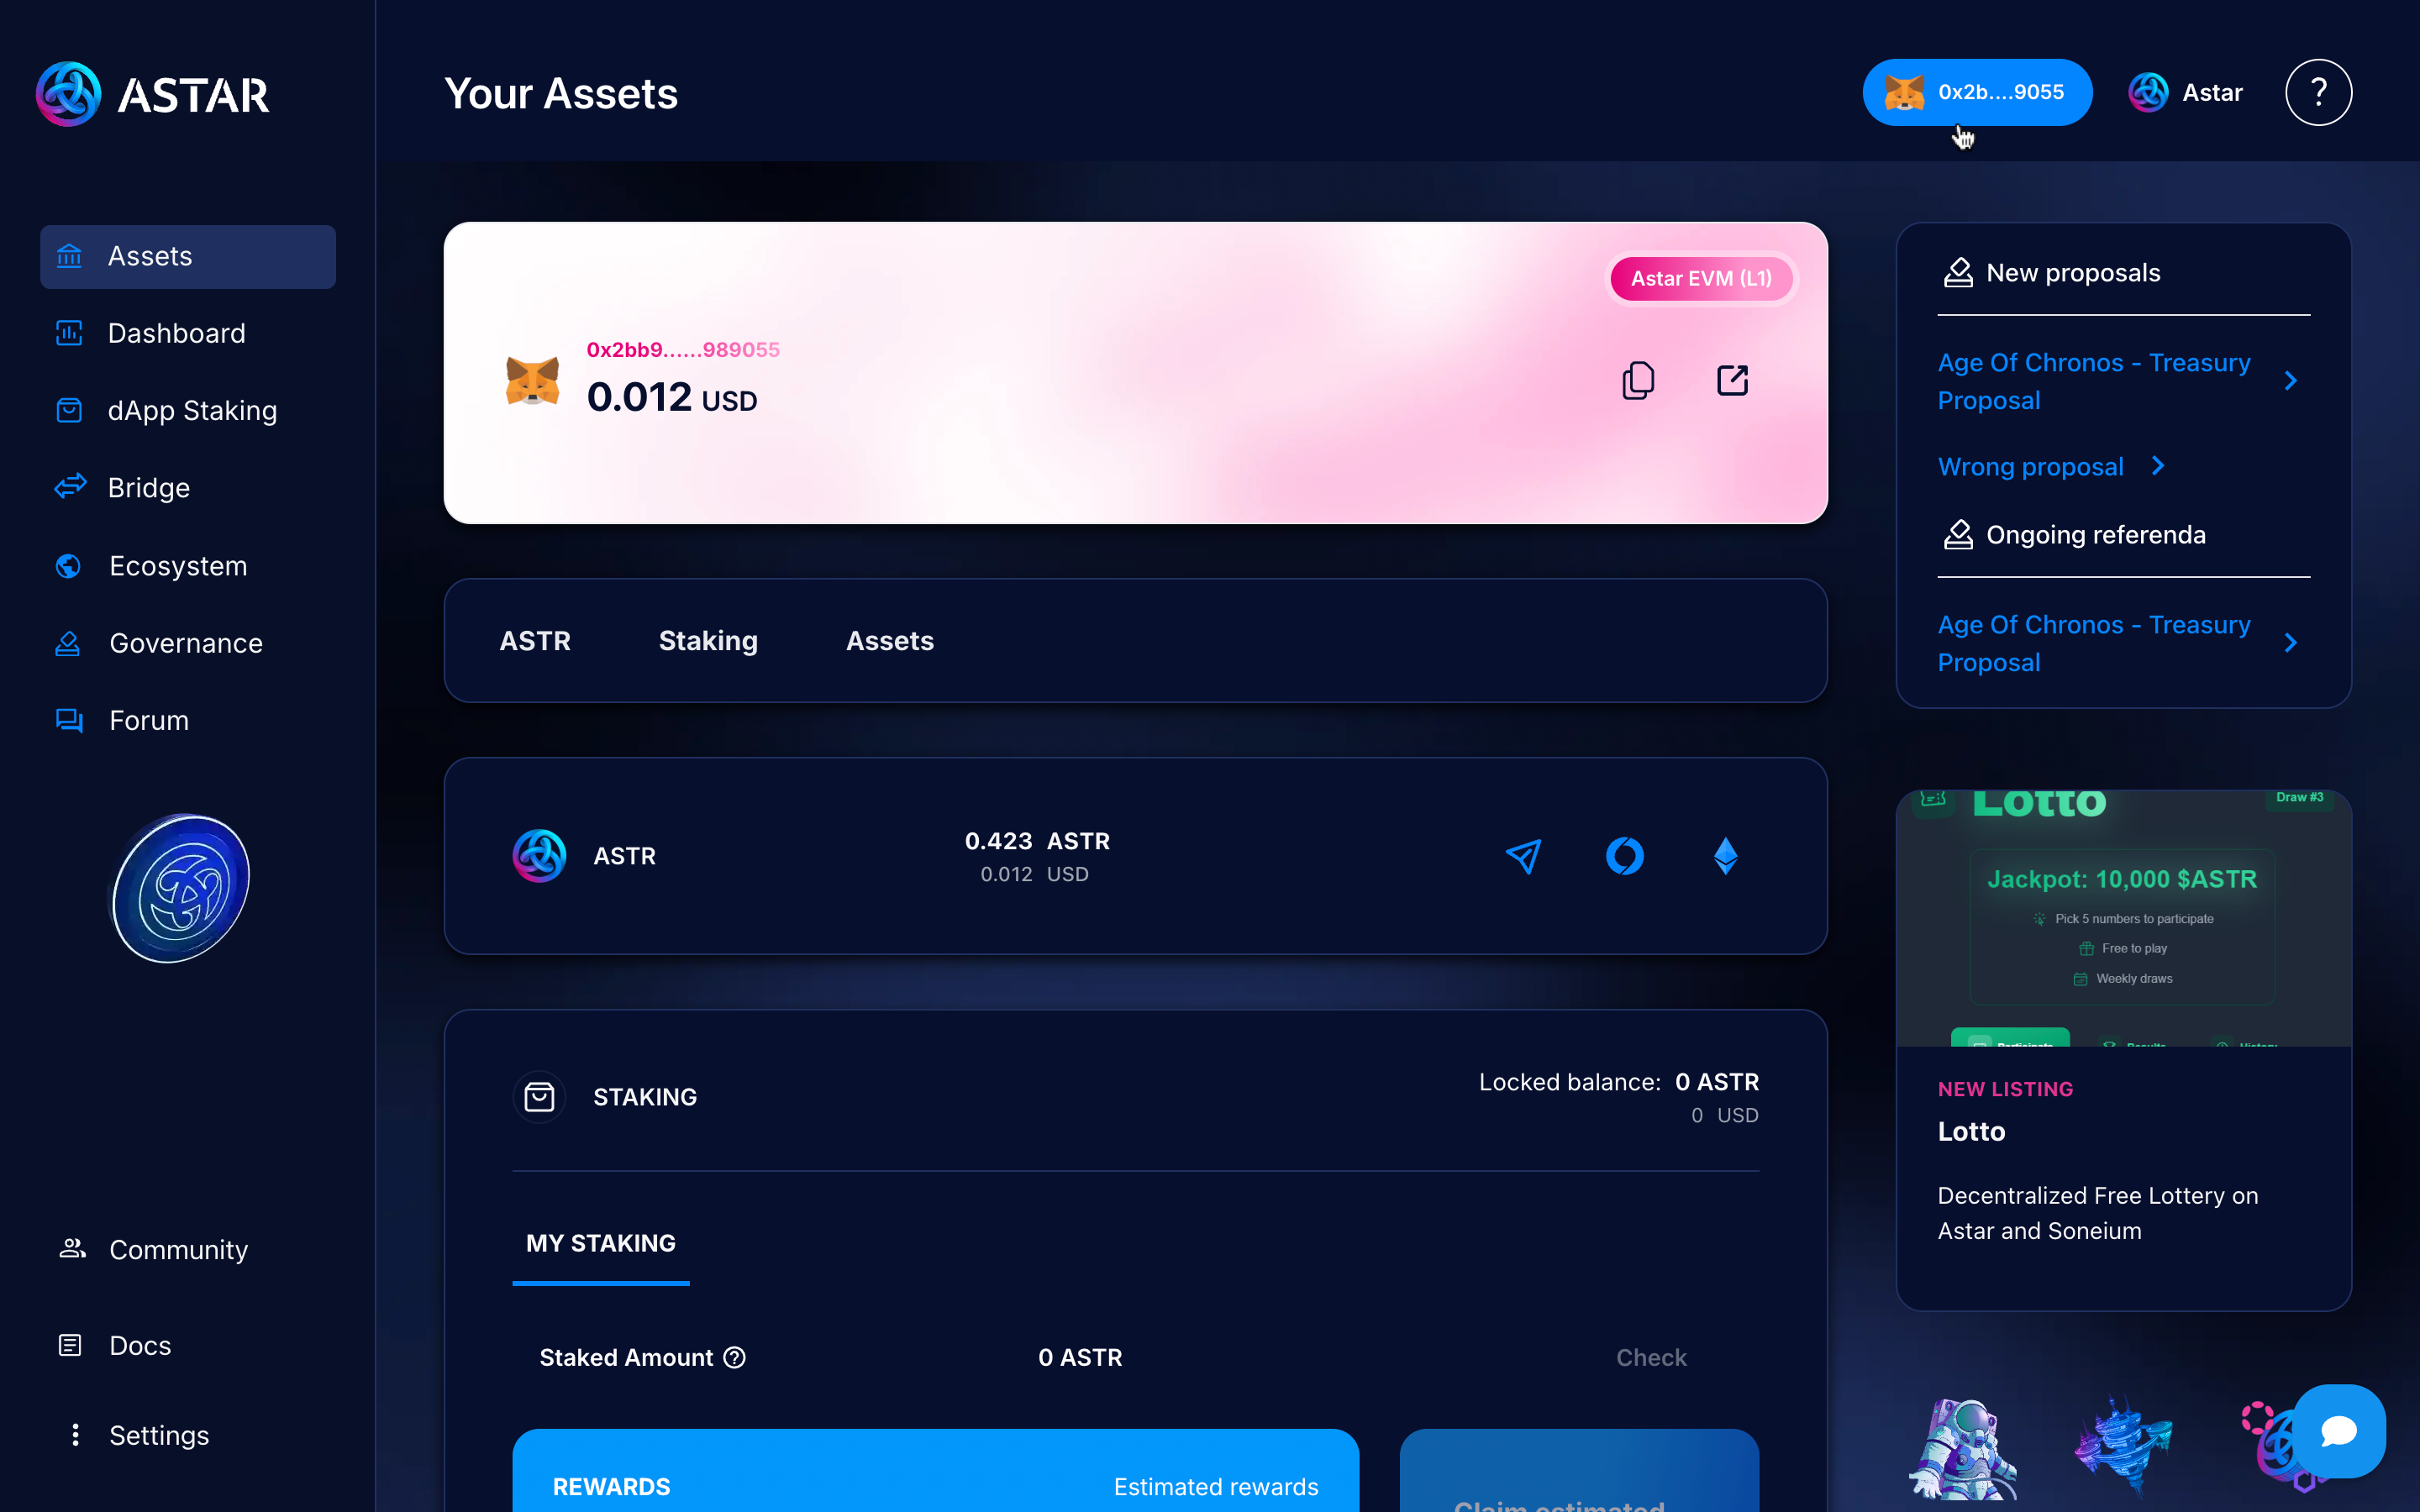 ASTAR
Assets
Dashboard
dApp Staking
Bridge
Ecosystem
Governance
Forum
Community
Docs
Settings
Your Assets
0x2b....9055
Astar
?
Astar EVM (L1)
0x2bb9......989055
0.012 USD
ASTR Staking Assets
ASTR
0.423 ASTR
0.012 USD
STAKING
Locked balance: 0 ASTR
0 USD
MY STAKING
Staked Amount ?
0 ASTR
Check
REWARDS
Estimated rewards
Claim estimated
New proposals
Age Of Chronos - Treasury
Proposal
Wrong proposal
Ongoing referenda
Age Of Chronos - Treasury
Proposal
Lotto
Draw #3
Jackpot: 10,000 $ASTR
Pick 5 numbers to participate
Free to play
Weekly draws
Participate Results History
NEW LISTING
Lotto
Decentralized Free Lottery on
Astar and Soneium